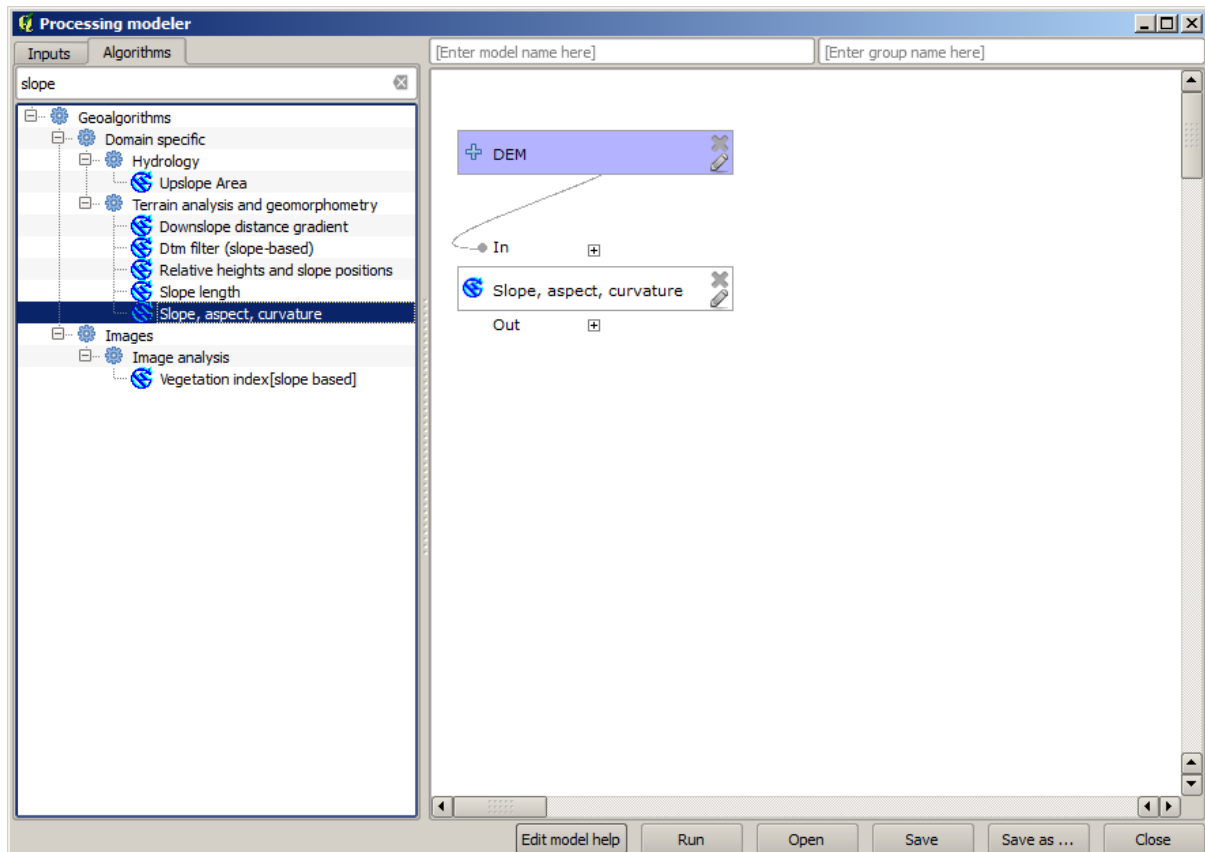 Processing modeler
Inputs
Algorithms
[Enter model name here]
[Enter group name here]
slope
Geoalgorithms
Domain specific
Hydrology
Upslope Area
Terrain analysis and geomorphometry
Downslope distance gradient
Dtm filter (slope-based)
Relative heights and slope positions
Slope length
Slope, aspect, curvature
Images
Image analysis
Vegetation index[slope based]
DEM
In
Slope, aspect, curvature
Out
Edit model help
Run
Open
Save
Save as ...
Close